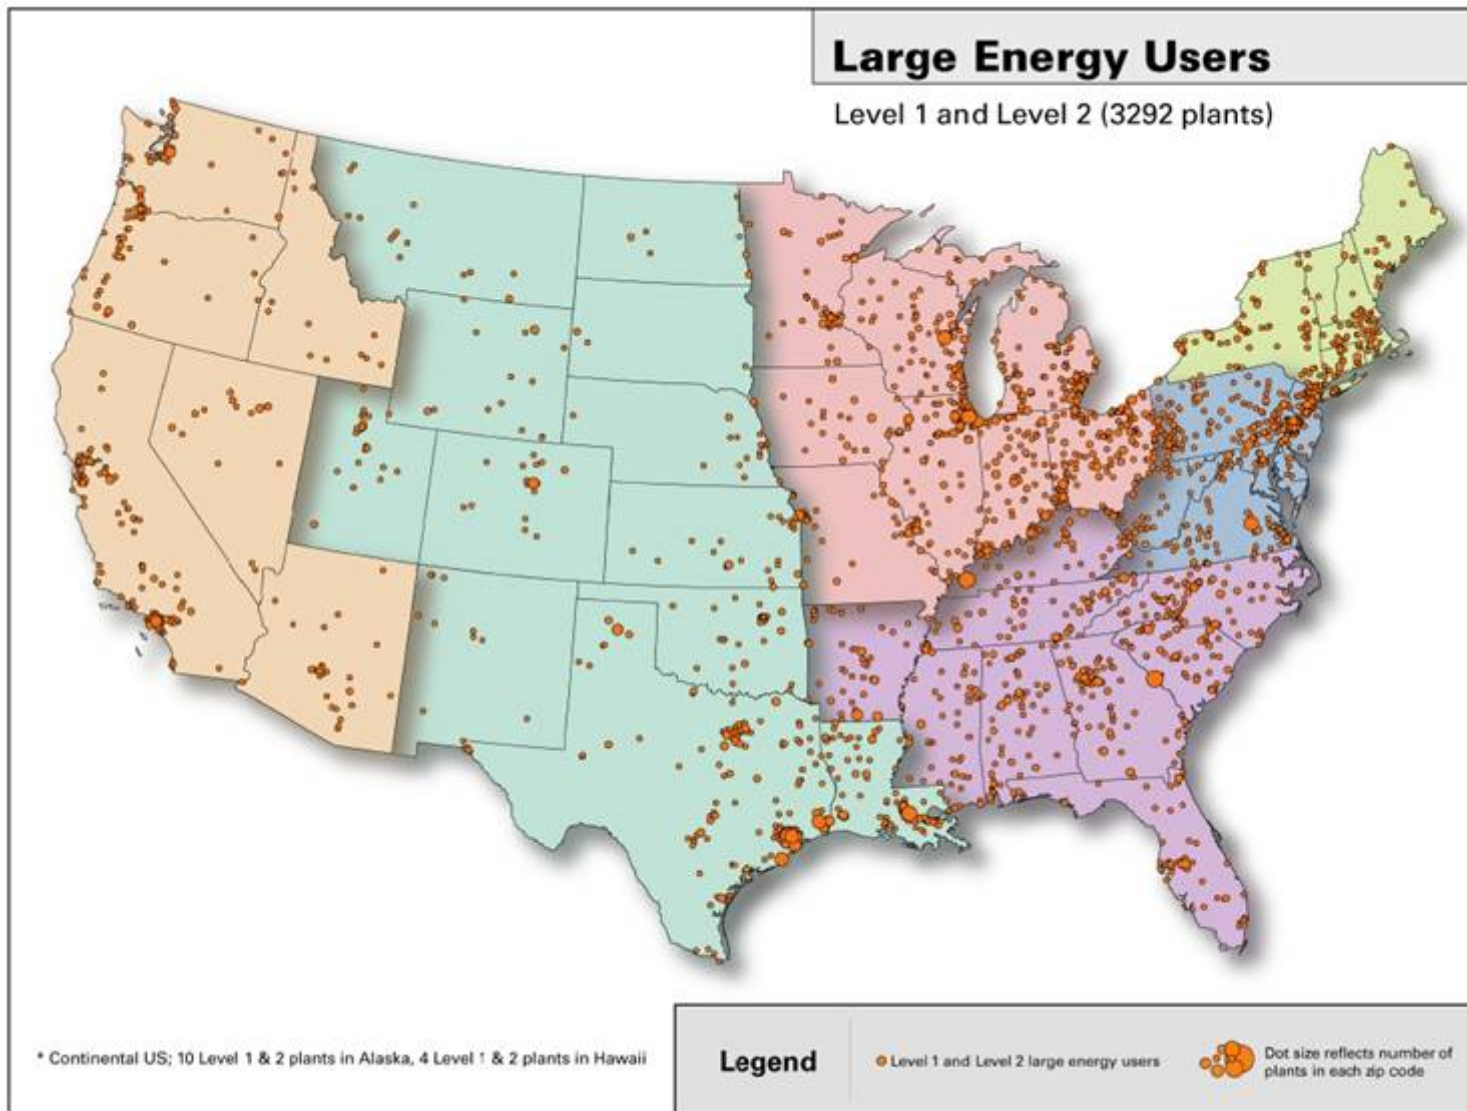 Large Energy Users
Level 1 and Level 2 (3292 plants)
* Continental US; 10 Level 1 & 2 plants in Alaska, 4 Level 1 & 2 plants in Hawaii
Legend
Level 1 and Level 2 large energy users
Dot size reflects number of
plants in each zip code